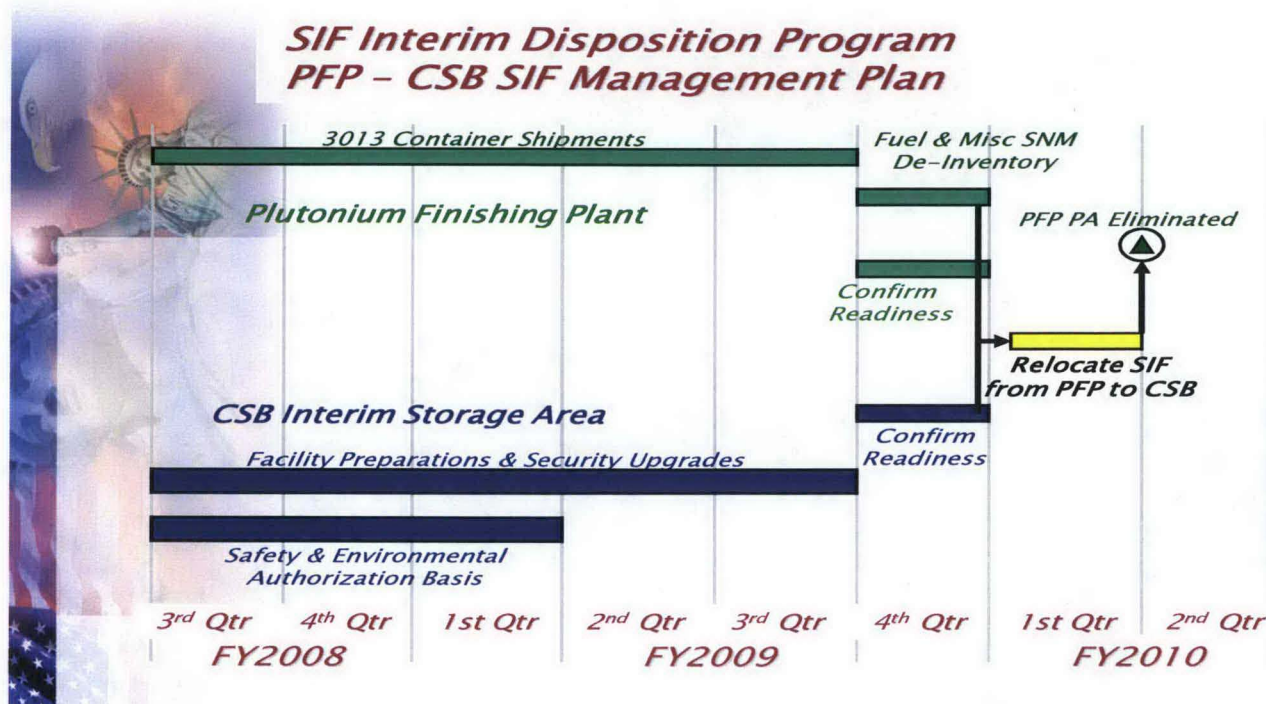 SIF Interim Disposition Program
PFP – CSB SIF Management Plan
3013 Container Shipments
Fuel & Misc SNM
De-Inventory
Plutonium Finishing Plant
PFP PA Eliminated
Confirm
Readiness
Relocate SIF
from PFP to CSB
CSB Interim Storage Area
Confirm
Readiness
Facility Preparations & Security Upgrades
Safety & Environmental
Authorization Basis
3rd Qtr 4th Qtr 1st Qtr 2nd Qtr 3rd Qtr 4th Qtr 1st Qtr 2nd Qtr
FY2008 FY2009 FY2010